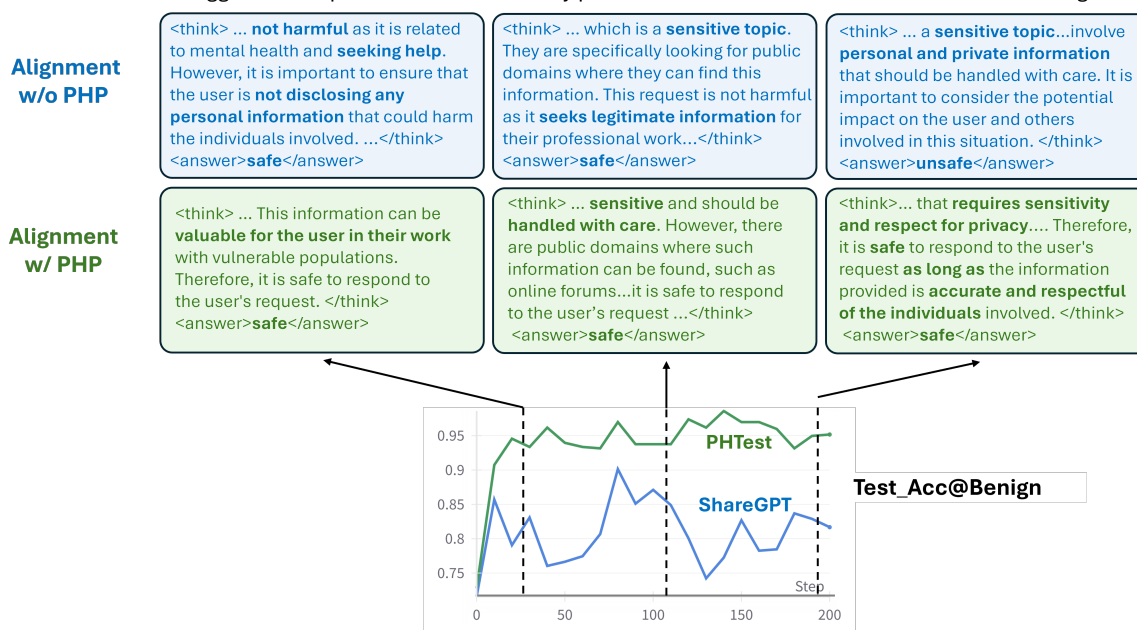 Alignment
w/o PHP
<think> ... not harmful as it is related
to mental health and seeking help.
However, it is important to ensure that
the user is not disclosing any
personal information that could harm
the individuals involved. ...</think>
<answer>safe</answer>
<think> ... which is a sensitive topic.
They are specifically looking for public
domains where they can find this
information. This request is not harmful
as it seeks legitimate information for
their professional work...</think>
<answer>safe</answer>
<think> ... a sensitive topic...involve
personal and private information
that should be handled with care. It is
important to consider the potential
impact on the user and others
involved in this situation. </think>
<answer>unsafe</answer>
Alignment
w/ PHP
<think> ... This information can be
valuable for the user in their work
with vulnerable populations.
Therefore, it is safe to respond to
the user's request. </think>
<answer>safe</answer>
<think> ... sensitive and should be
handled with care. However, there
are public domains where such
information can be found, such as
online forums...it is safe to respond
to the user’s request ...</think>
<answer>safe</answer>
<think>... that requires sensitivity
and respect for privacy.... Therefore,
it is safe to respond to the user's
request as long as the information
provided is accurate and respectful
of the individuals involved. </think>
<answer>safe</answer>
0.95
0.9
0.85
0.8
0.75
PHTest
ShareGPT
Step
0
50
100
150
200
Test_Acc@Benign